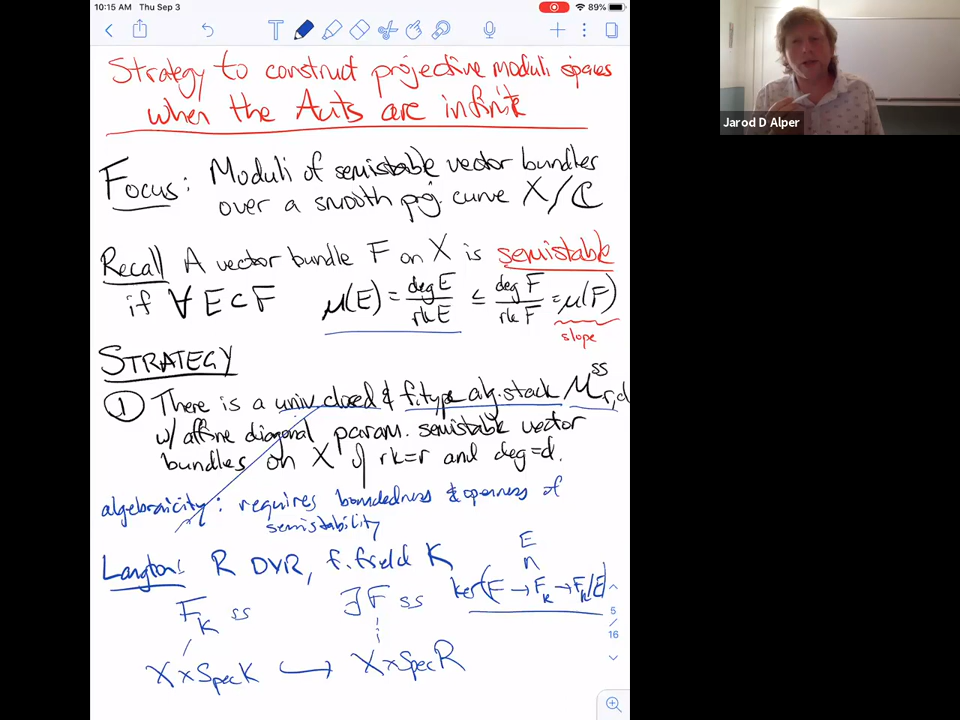 10:15 AM Thu Sep 3
89%
Strategy to construct projective moduli spaces
when the Auts are infinite
Focus: Moduli of semistable vector bundles
over a smooth proj. curve X/ℂ
Recall A vector bundle F on X is semistable
if ∀ E⊂F μ(E) = deg E / rk E ≤ deg F / rk F = μ(F)
slope
STRATEGY
① There is a univ. closed & f.type alg. stack M^ss_r,d
w/ affine diagonal param. semistable vector
bundles on X of rk=r and deg=d.
algebraicity: requires boundedness & openness of
semistability
Langton: R DVR, f.field K
E
∩
F_K ss ∃F ss ker(F → F_k → F_k/E)
X×Spec K ↪ X×Spec R
5
/
16
Jarod D Alper